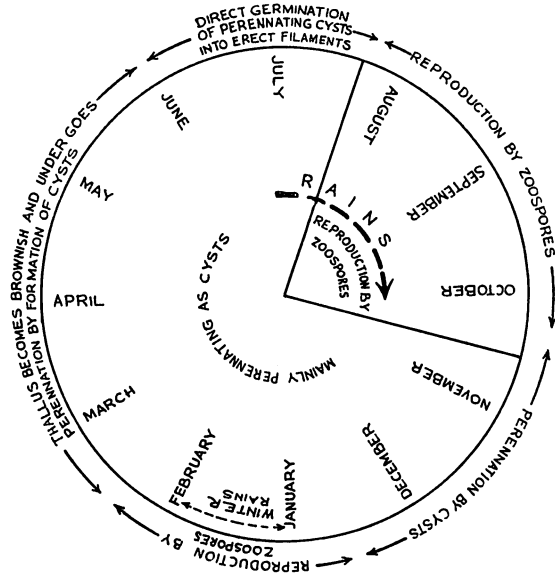 DIRECT GERMINATION
OF PERENNATING CYSTS
INTO ERECT FILAMENTS
REPRODUCTION BY ZOOSPORES
PERENNATION BY CYSTS
REPRODUCTION BY
ZOOSPORES
THALLUS BECOMES BROWNISH AND UNDER GOES
PERENNATION BY FORMATION OF CYSTS
JULY
AUGUST
SEPTEMBER
OCTOBER
NOVEMBER
DECEMBER
JANUARY
FEBRUARY
MARCH
APRIL
MAY
JUNE
RAINS
REPRODUCTION BY
ZOOSPORES
MAINLY PERENNATING AS CYSTS
WINTER
RAINS